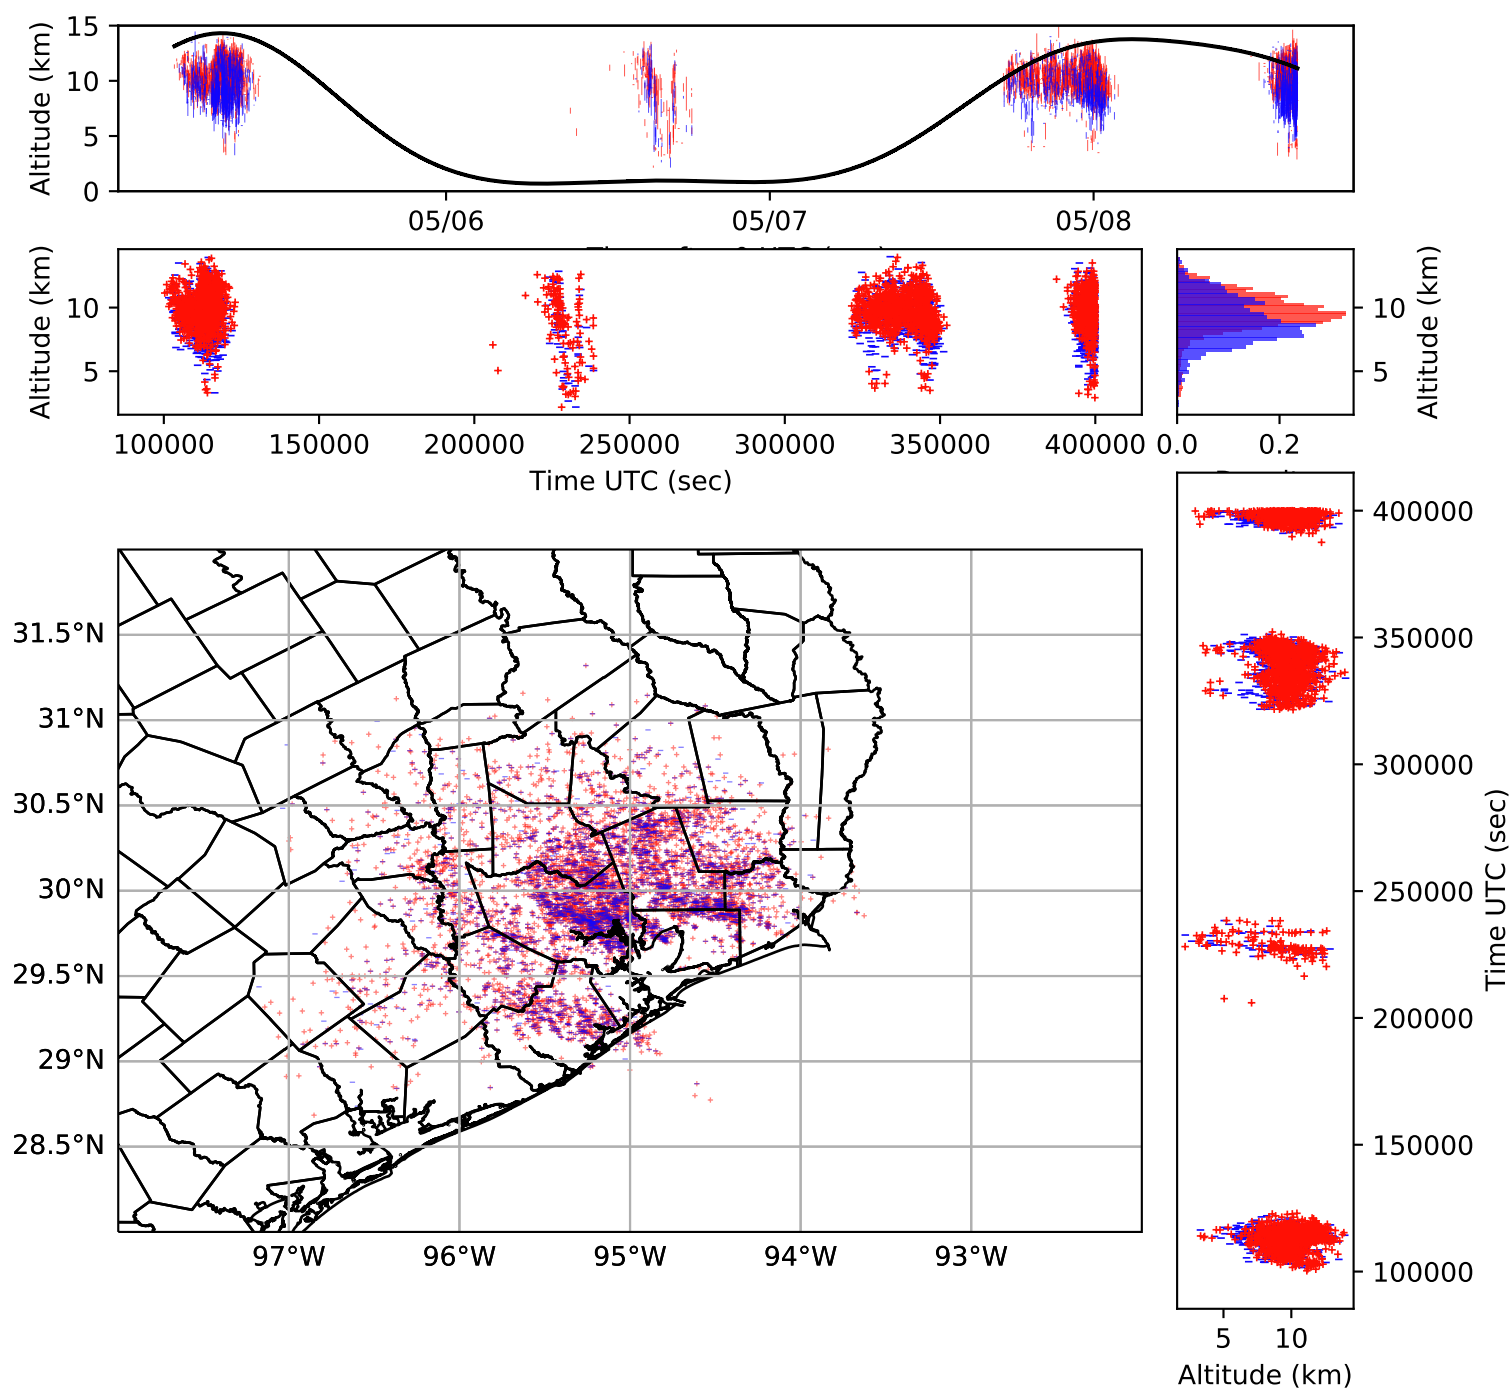 15
10
5
0
Altitude (km)
05/06 05/07 05/08
10
5
Altitude (km)
100000 150000 200000 250000 300000 350000 400000
Time UTC (sec)
10
5
Altitude (km)
0.0 0.2
31.5°N
31°N
30.5°N
30°N
29.5°N
29°N
28.5°N
97°W 96°W 95°W 94°W 93°W
400000
350000
300000
250000
200000
150000
100000
Time UTC (sec)
5 10
Altitude (km)